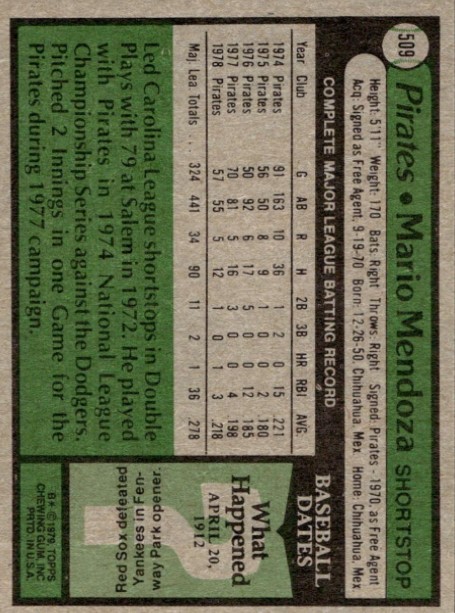 509
Pirates • Mario Mendoza SHORTSTOP
Height: 5'11" Weight: 170 Bats: Right Throws: Right Signed: Pirates - 1970, as Free Agent
Acq: Signed as Free Agent, 9-19-70 Born: 12-26-50, Chihuahua, Mex Home: Chihuahua, Mex
COMPLETE MAJOR LEAGUE BATTING RECORD
Year Club G AB R H 2B 3B HR RBI AVG.
1974 Pirates 91 163 10 36 1 2 0 15 .221
1975 Pirates 56 50 8 9 1 0 0 2 .180
1976 Pirates 50 92 6 17 5 0 0 12 .185
1977 Pirates 70 81 5 16 3 0 0 4 .198
1978 Pirates 57 55 5 12 1 0 1 3 .218
Maj. Lea Totals . . 324 441 34 90 11 2 1 36 .278
Led Carolina League shortstops in Double
Plays with 79 at Salem in 1972. He played
with Pirates in 1974 National League
Championship Series against the Dodgers.
Pitched 2 Innings in one Game for the
Pirates during 1977 campaign.
BASEBALL
DATES
What
Happened
APRIL 20,
1912
Red Sox defeated
Yankees in Fen-
way Park opener.
B* © 1979 TOPPS
CHEWING GUM, INC
PRTD. IN U.S.A.